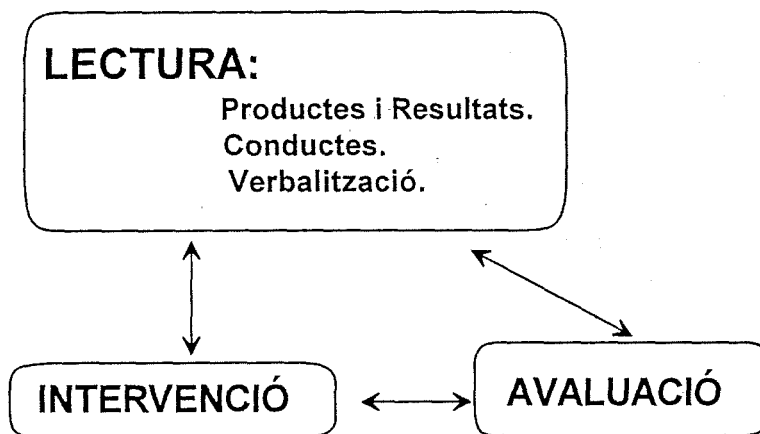 LECTURA:
Productes i Resultats.
Conductes.
Verbalització.
INTERVENCIÓ
AVALUACIÓ